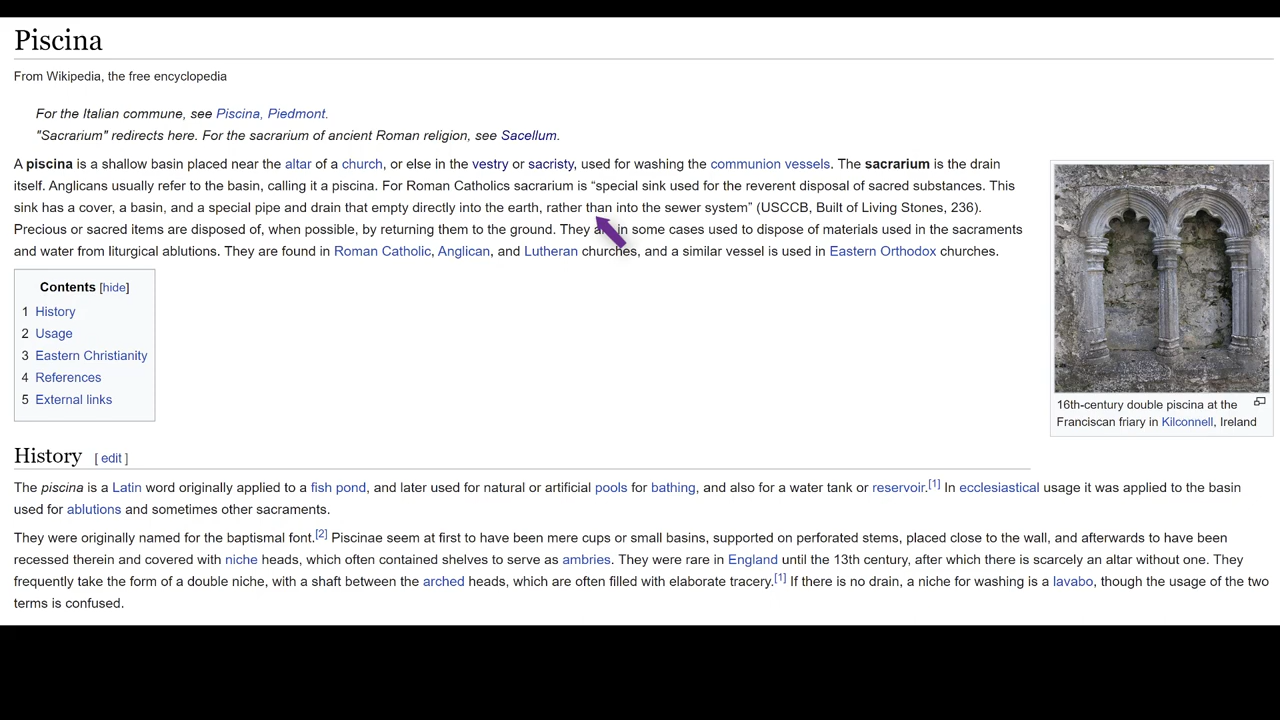 Piscina
From Wikipedia, the free encyclopedia
For the Italian commune, see Piscina, Piedmont.
"Sacrarium" redirects here. For the sacrarium of ancient Roman religion, see Sacellum.
A piscina is a shallow basin placed near the altar of a church, or else in the vestry or sacristy, used for washing the communion vessels. The sacrarium is the drain
itself. Anglicans usually refer to the basin, calling it a piscina. For Roman Catholics sacrarium is “special sink used for the reverent disposal of sacred substances. This
sink has a cover, a basin, and a special pipe and drain that empty directly into the earth, rather than into the sewer system” (USCCB, Built of Living Stones, 236).
Precious or sacred items are disposed of, when possible, by returning them to the ground. They in some cases used to dispose of materials used in the sacraments
and water from liturgical ablutions. They are found in Roman Catholic, Anglican, and Lutheran churches, and a similar vessel is used in Eastern Orthodox churches.
16th-century double piscina at the
Franciscan friary in Kilconnell, Ireland
Contents [hide]
1 History
2 Usage
3 Eastern Christianity
4 References
5 External links
History [ edit ]
The piscina is a Latin word originally applied to a fish pond, and later used for natural or artificial pools for bathing, and also for a water tank or reservoir.[1] In ecclesiastical usage it was applied to the basin
used for ablutions and sometimes other sacraments.
They were originally named for the baptismal font.[2] Piscinae seem at first to have been mere cups or small basins, supported on perforated stems, placed close to the wall, and afterwards to have been
recessed therein and covered with niche heads, which often contained shelves to serve as ambries. They were rare in England until the 13th century, after which there is scarcely an altar without one. They
frequently take the form of a double niche, with a shaft between the arched heads, which are often filled with elaborate tracery.[1] If there is no drain, a niche for washing is a lavabo, though the usage of the two
terms is confused.